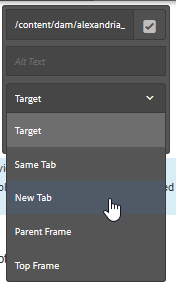 /content/dam/alexandria_
Alt Text
Target
Target
Same Tab
New Tab
Parent Frame
Top Frame